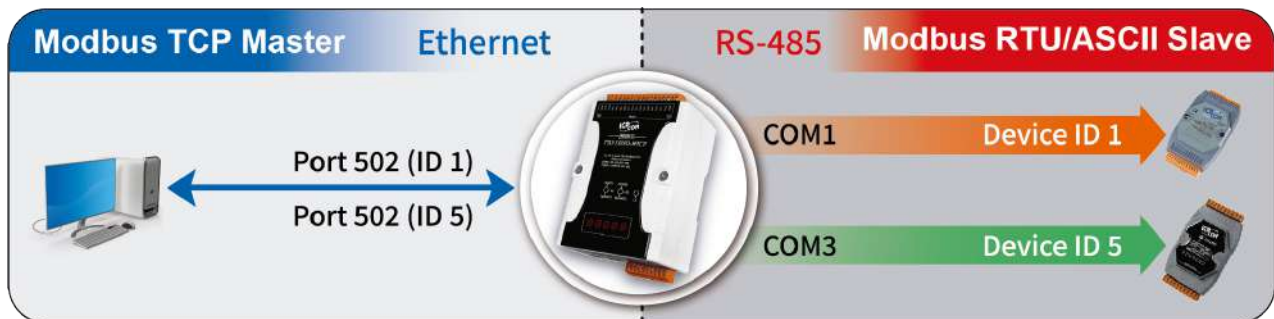 Modbus TCP Master
Ethernet
RS-485
Modbus RTU/ASCII Slave
Port 502 (ID 1)
Port 502 (ID 5)
COM1
Device ID 1
COM3
Device ID 5